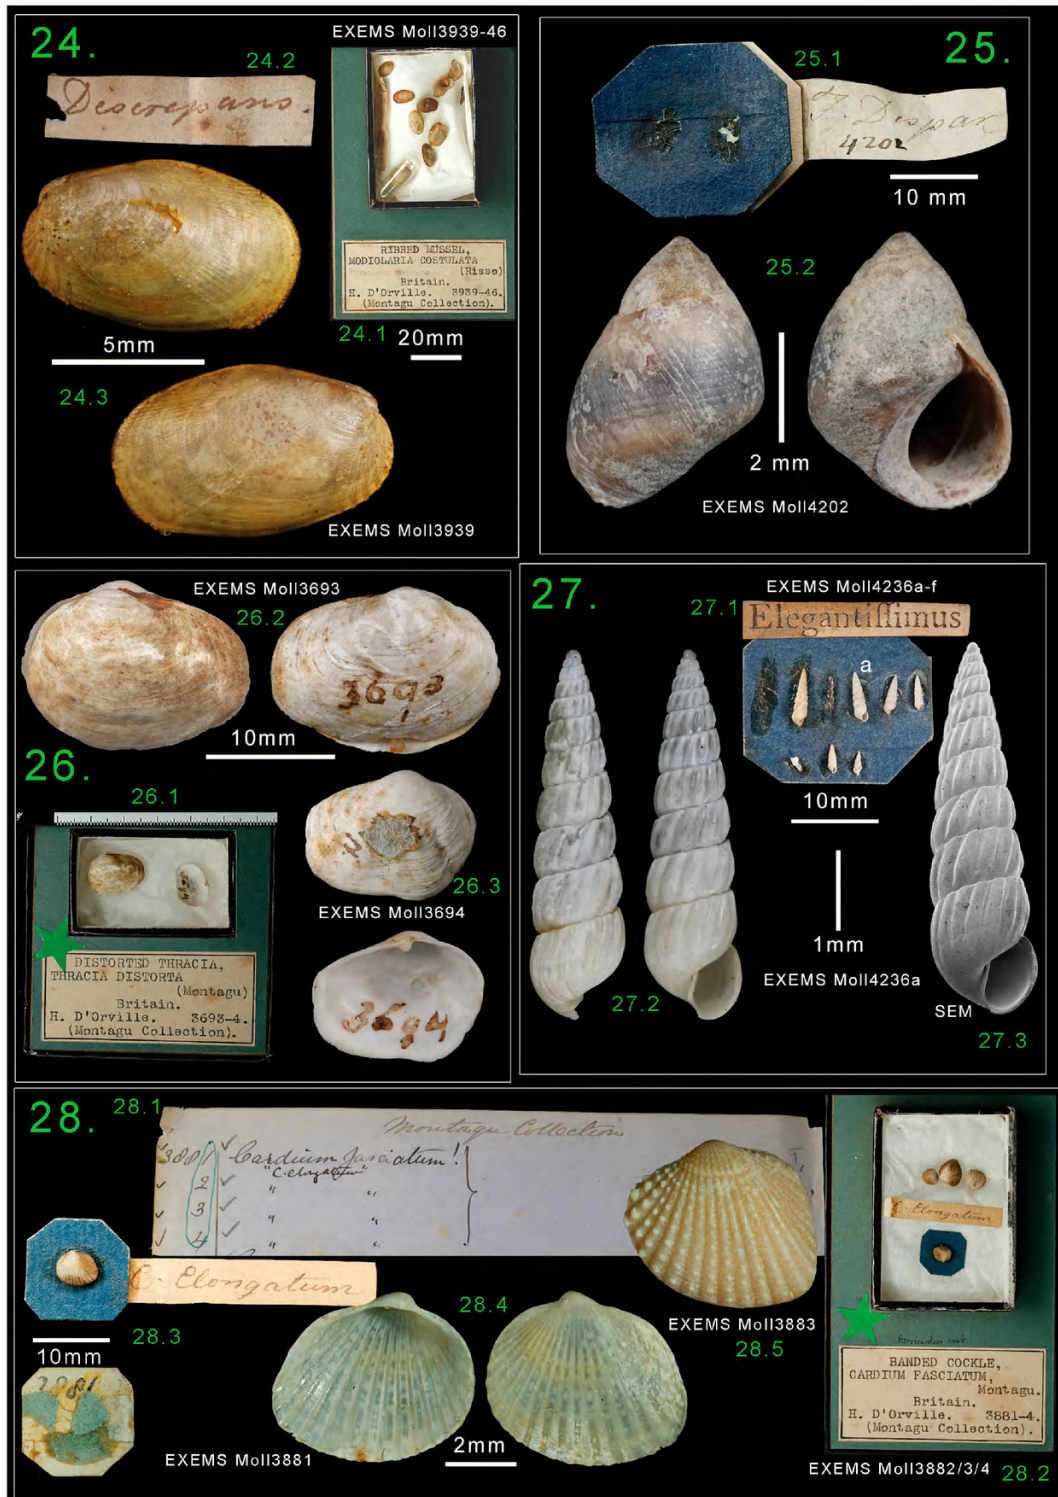 24.
24.2
Discrepans.
EXEMS Moll3939-46
RIBBED MUSSEL,
MODIOLARIA COSTULATA
(Risso)
Britain.
H. D'Orville. 3939-46.
(Montagu Collection).
24.1
20mm
5mm
24.3
EXEMS Moll3939
25.
25.1
T. Dispar
4202
10 mm
25.2
2 mm
EXEMS Moll4202
EXEMS Moll3693
26.2
3693
10mm
26.
26.1
DISTORTED THRACIA,
THRACIA DISTORTA
(Montagu)
Britain.
H. D'Orville. 3693-4.
(Montagu Collection).
26.3
EXEMS Moll3694
3694
27.
EXEMS Moll4236a-f
27.1
Elegantiſſimus
a
10mm
1mm
EXEMS Moll4236a
27.2
SEM
27.3
28.
28.1
Montagu Collection
3881 Cardium fasciatum!
"C. elongatum"
2 " "
3 " "
4 " "
C. Elongatum
28.3
10mm
3881
EXEMS Moll3881
28.4
2mm
EXEMS Moll3883
28.5
C. Elongatum
BANDED COCKLE,
CARDIUM FASCIATUM,
Montagu.
Britain.
H. D'Orville. 3881-4.
(Montagu Collection).
EXEMS Moll3882/3/4
28.2